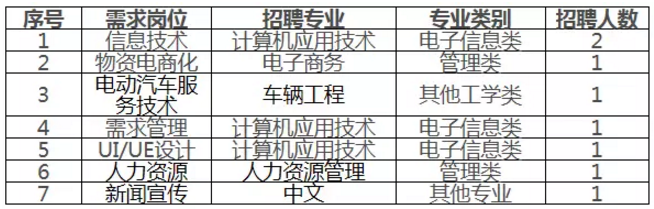 序号 需求岗位 招聘专业 专业类别 招聘人数
1 信息技术 计算机应用技术 电子信息类 2
2 物资电商化 电子商务 管理类 1
3 电动汽车服务技术 车辆工程 其他工学类 1
4 需求管理 计算机应用技术 电子信息类 1
5 UI/UE设计 计算机应用技术 电子信息类 1
6 人力资源 人力资源管理 管理类 1
7 新闻宣传 中文 其他专业 1